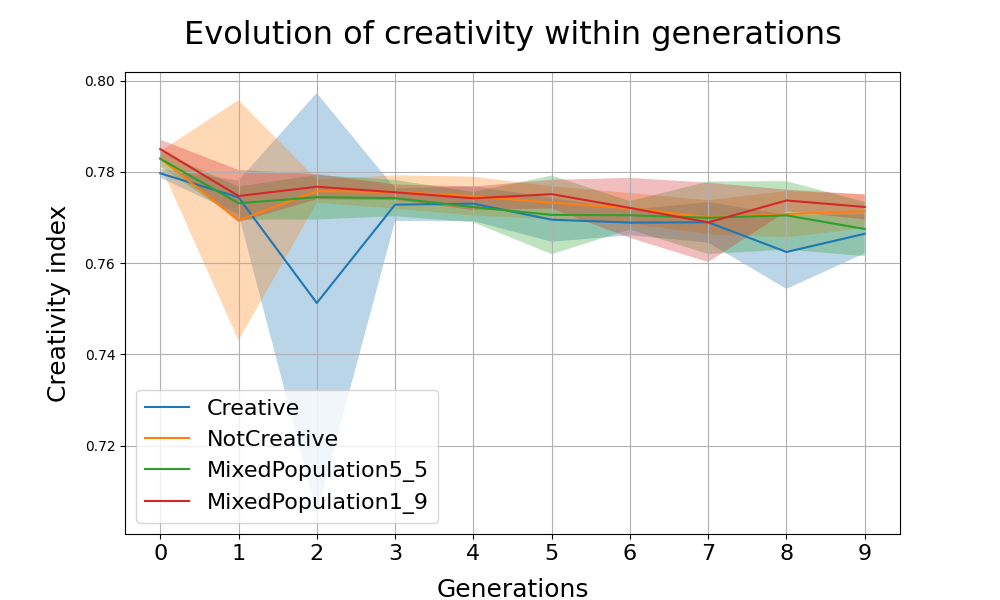 Evolution of creativity within generations
Creativity index
0.80
0.78
0.76
0.74
0.72
Creative
NotCreative
MixedPopulation5_5
MixedPopulation1_9
0 1 2 3 4 5 6 7 8 9
Generations